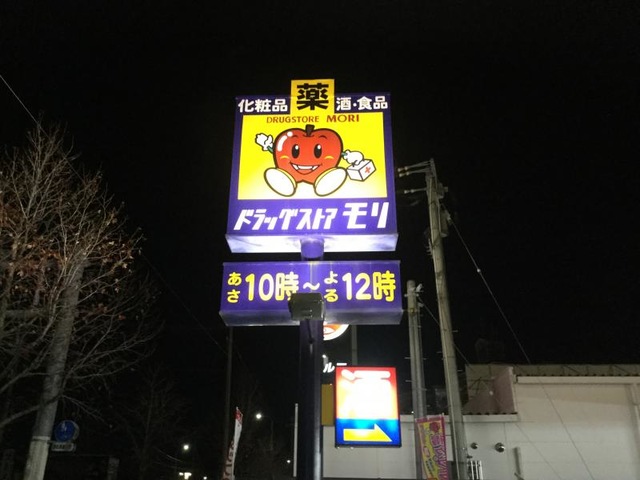 化粧品 薬 酒・食品
DRUGSTORE MORI
ドラッグストア モリ
あさ10時～よる12時
酒